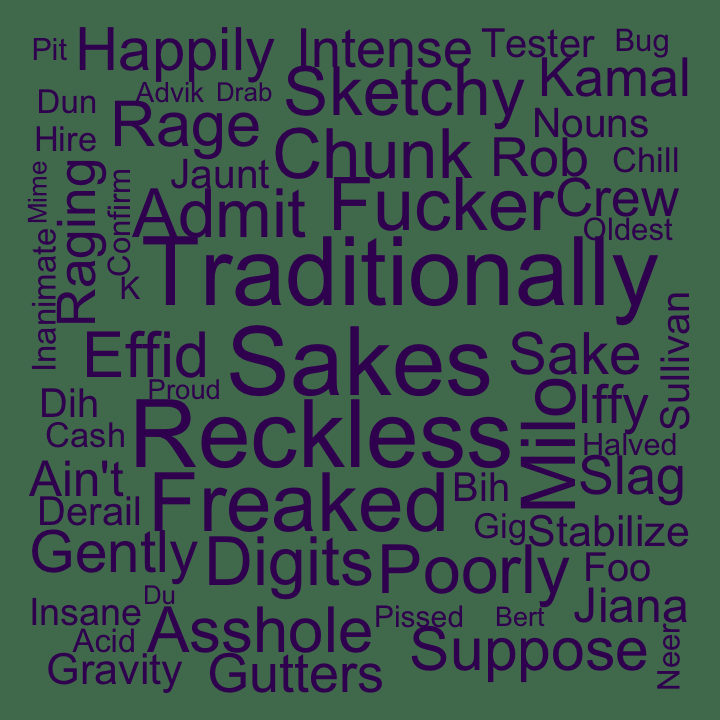 Pit
Happily
Intense
Tester
Bug
Dun
Advik
Drab
Sketchy
Kamal
Hire
Rage
Chunk
Nouns
Rob
Chill
Mime
Raging
Confirm
Jaunt
Admit
Fucker
Crew
Oldest
K
Traditionally
Inanimate
Effid
Sakes
Sake
Sullivan
Dih
Proud
Reckless
Milo
Iffy
Cash
Halved
Ain't
Freaked
Bih
Slag
Derail
Gig
Stabilize
Gently
Digits
Poorly
Foo
Du
Insane
Asshole
Pissed
Bert
Jiana
Acid
Suppose
Neer
Gravity
Gutters